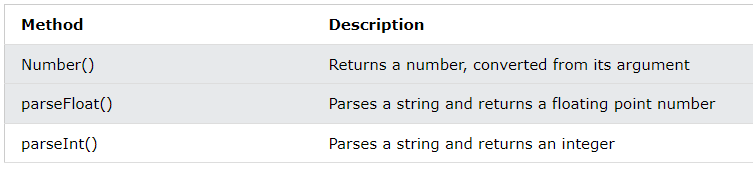 Method Description
Number() Returns a number, converted from its argument
parseFloat() Parses a string and returns a floating point number
parseInt() Parses a string and returns an integer